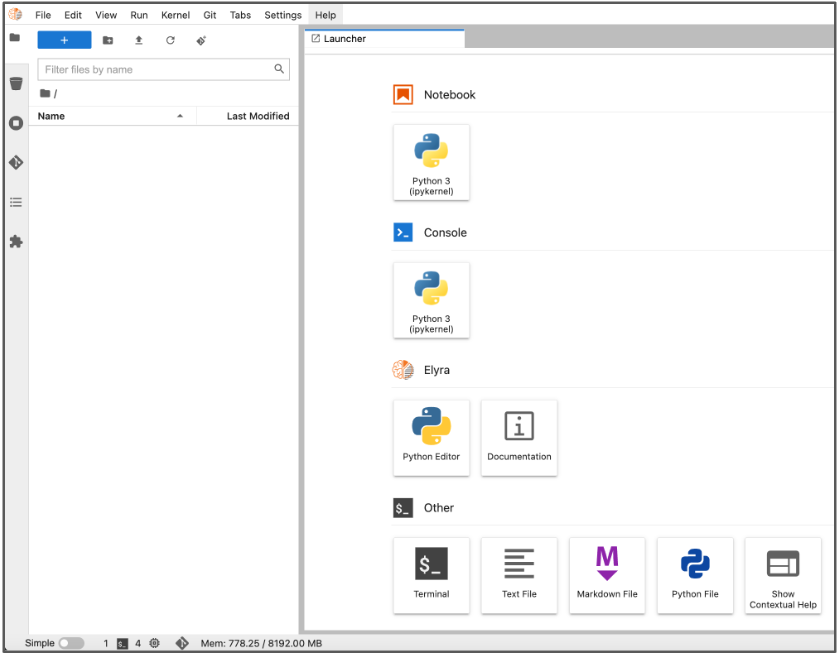 File Edit View Run Kernel Git Tabs Settings Help
+
Launcher
Filter files by name
/
Name Last Modified
Notebook
Python 3
(ipykernel)
>_ Console
Python 3
(ipykernel)
Elyra
Python Editor
i
Documentation
$_ Other
$_
Terminal
Text File
M
Markdown File
Python File
Show
Contextual Help
Simple 1 $_ 4 Mem: 778.25 / 8192.00 MB